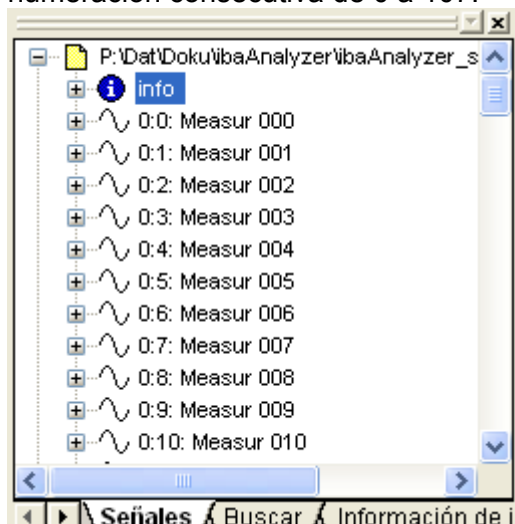 numeración consecutiva de 0 a 107.
P:\Dat\Doku\ibaAnalyzer\ibaAnalyzer_s
info
0:0: Measur 000
0:1: Measur 001
0:2: Measur 002
0:3: Measur 003
0:4: Measur 004
0:5: Measur 005
0:6: Measur 006
0:7: Measur 007
0:8: Measur 008
0:9: Measur 009
0:10: Measur 010
Señales Buscar Información de i